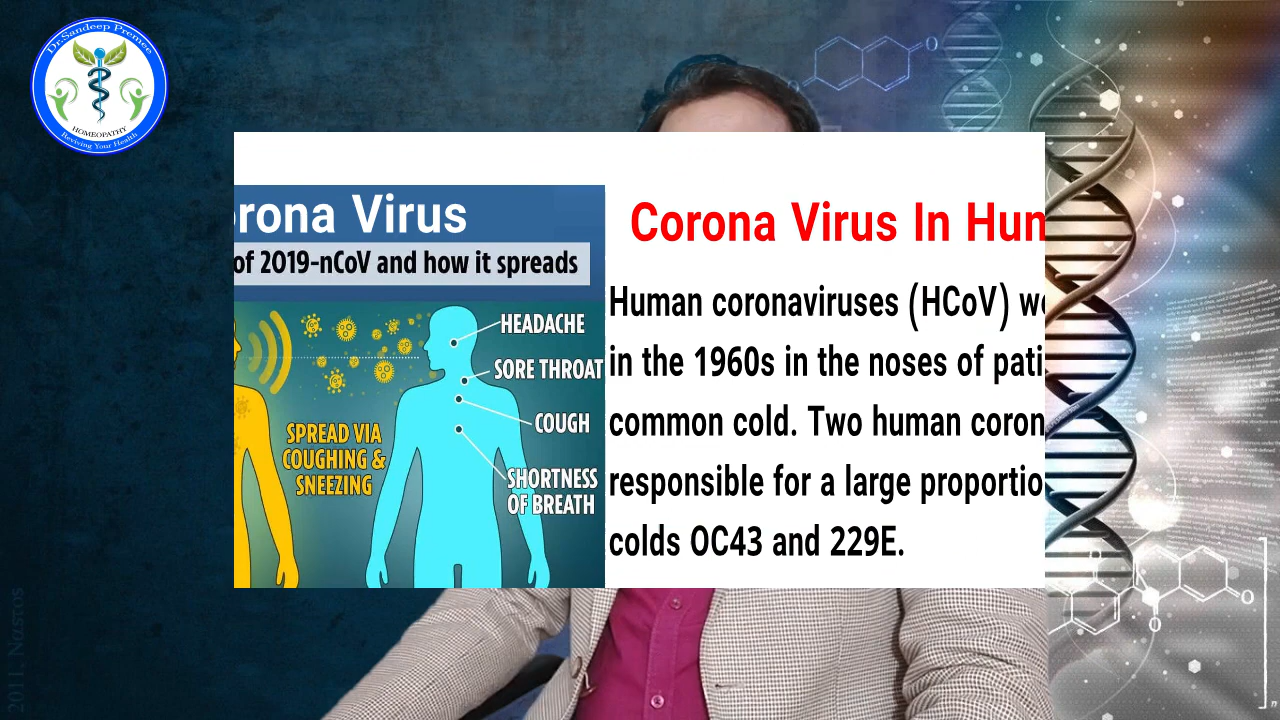 Dr.Sandeep Premee
HOMEOPATHY
Reviving Your Health
orona Virus
of 2019-nCoV and how it spreads
HEADACHE
SORE THROAT
COUGH
SHORTNESS
OF BREATH
SPREAD VIA
COUGHING &
SNEEZING
Corona Virus In Hum
Human coronaviruses (HCoV) we
in the 1960s in the noses of pati
common cold. Two human coron
responsible for a large proportio
colds OC43 and 229E.